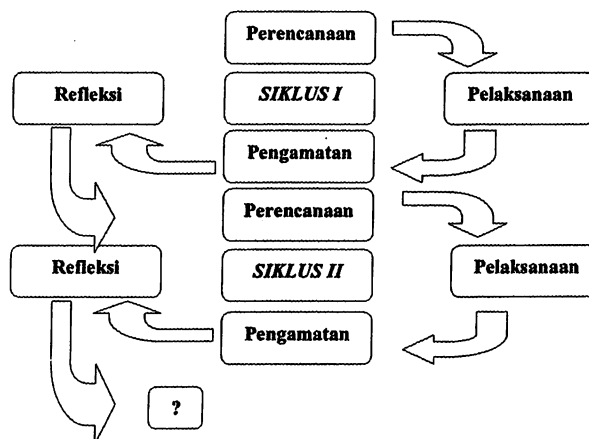 Perencanaan
Refleksi
SIKLUS I
Pelaksanaan
Pengamatan
Perencanaan
Refleksi
SIKLUS II
Pelaksanaan
Pengamatan
?